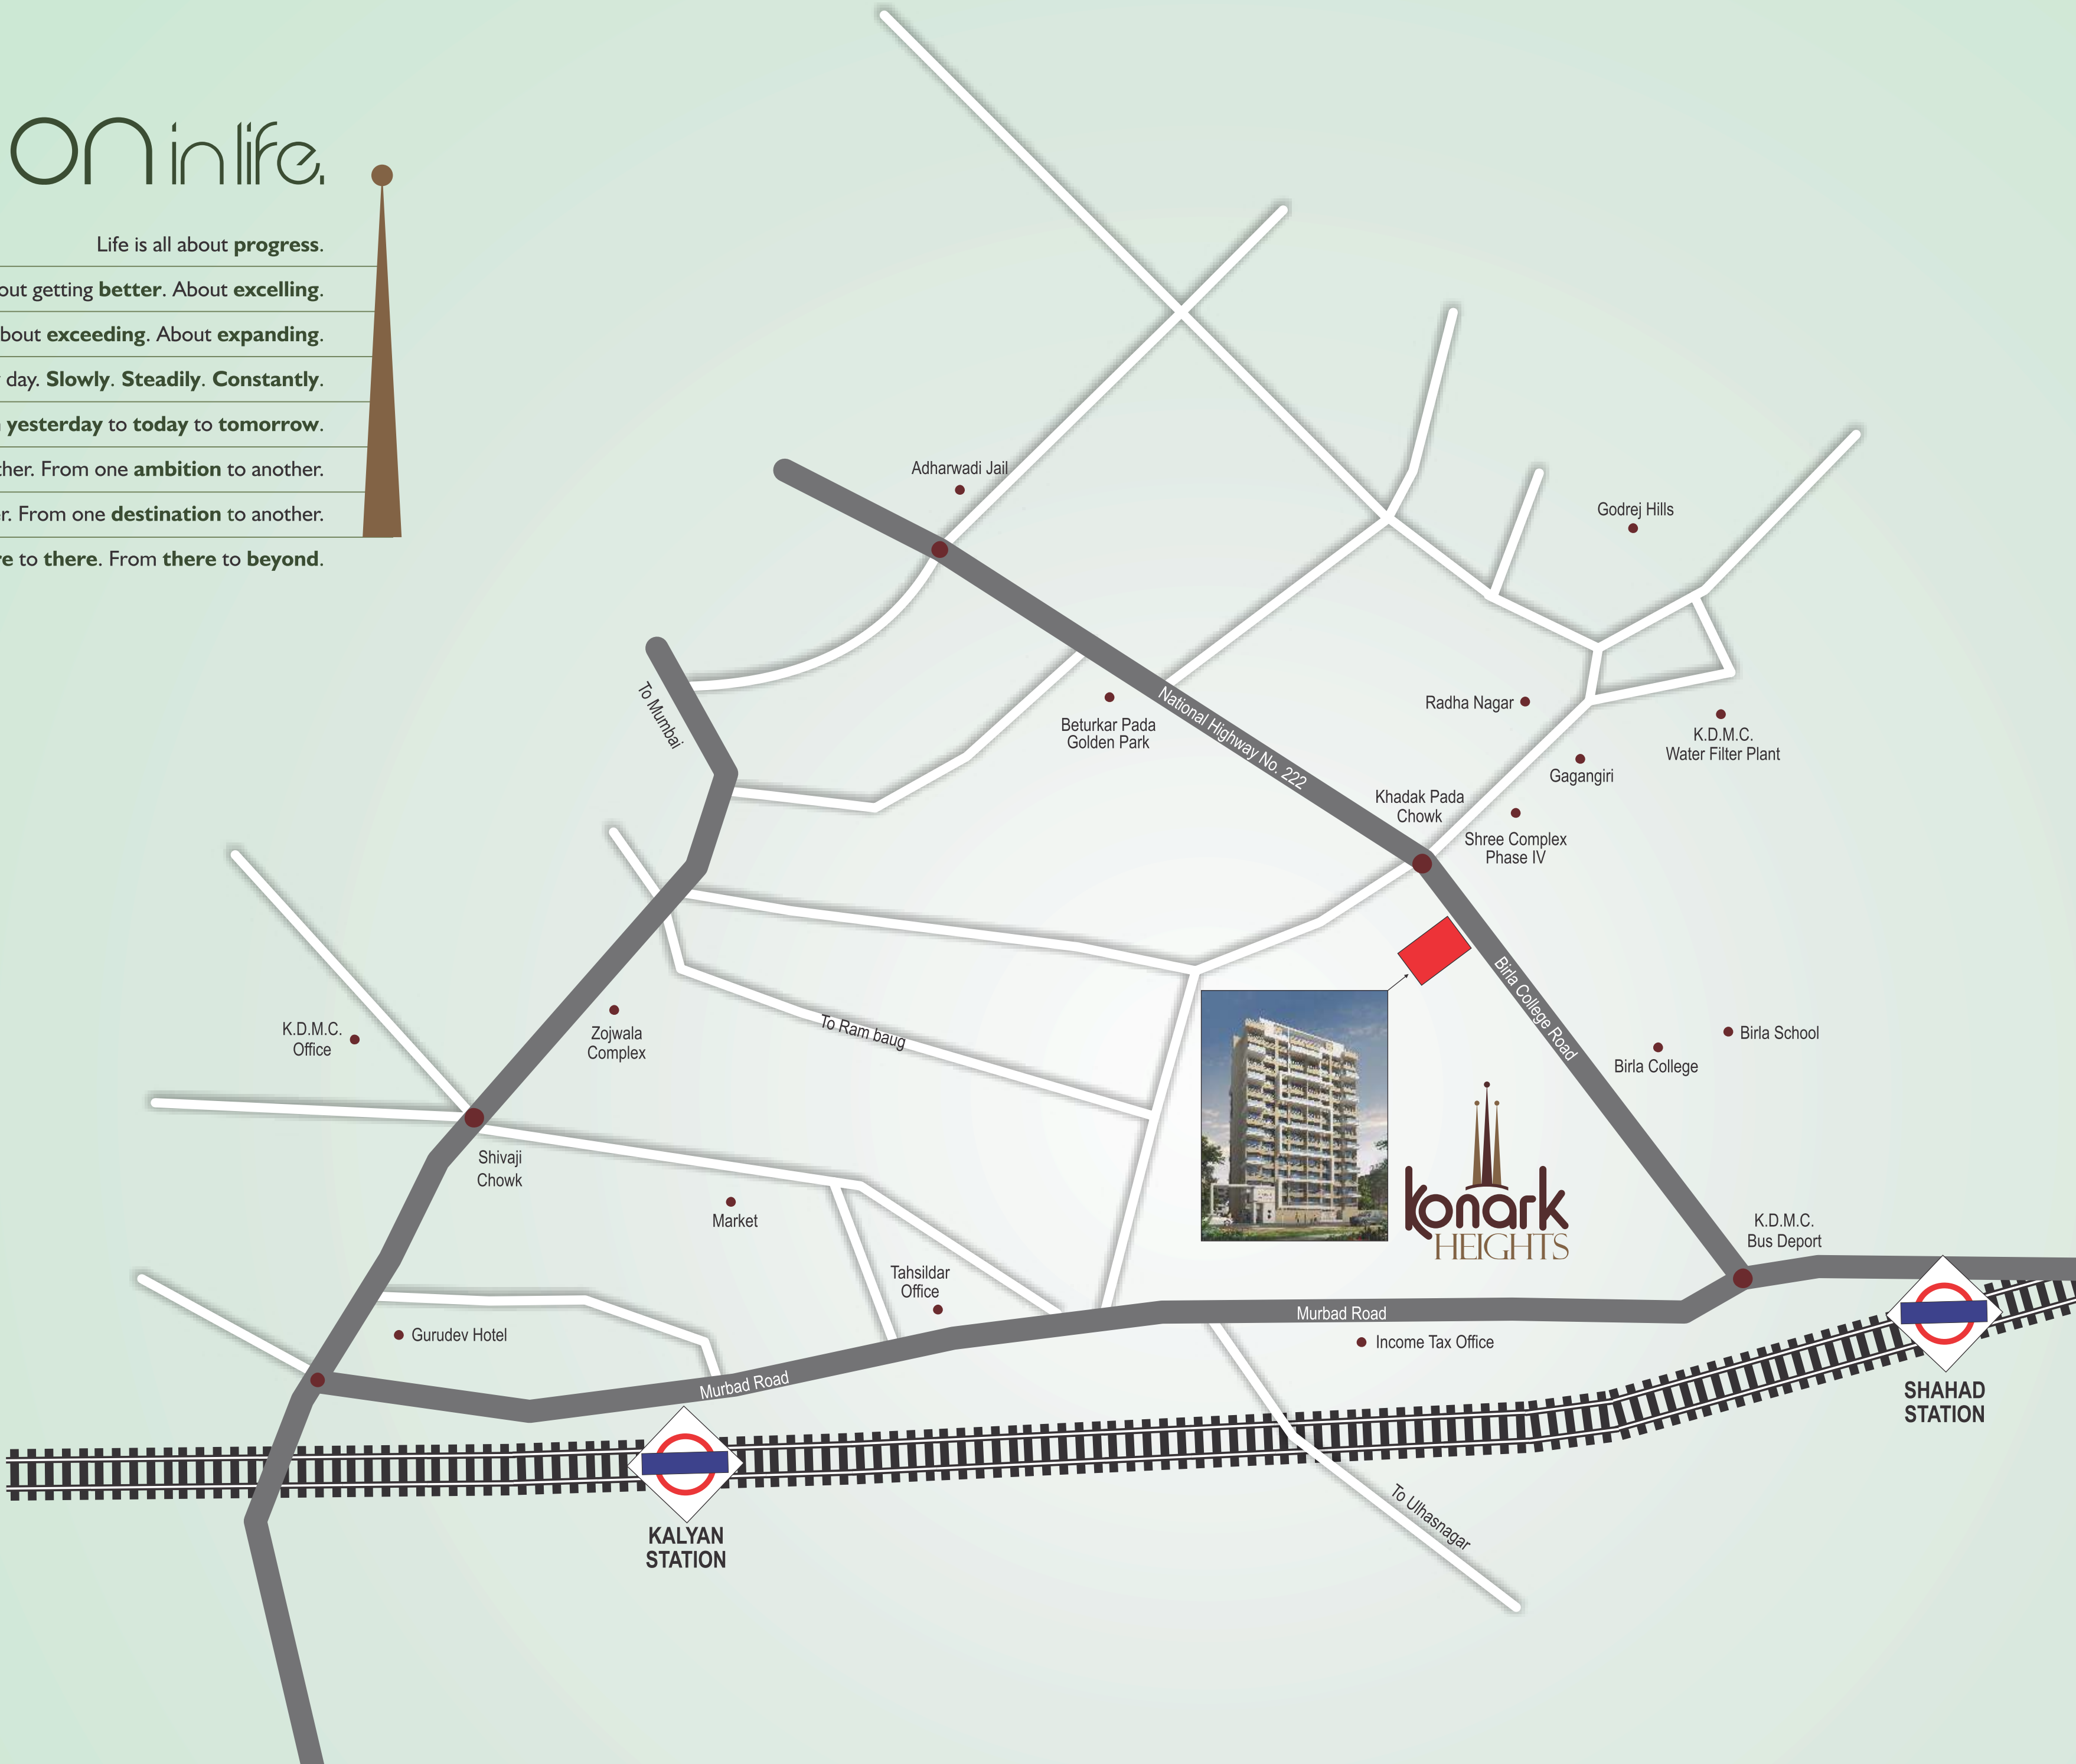 on in life.
Life is all about progress.
out getting better. About excelling.
bout exceeding. About expanding.
day. Slowly. Steadily. Constantly.
yesterday to today to tomorrow.
her. From one ambition to another.
r. From one destination to another.
re to there. From there to beyond.
Adharwadi Jail
Godrej Hills
To Mumbai
Beturkar Pada
Golden Park
National Highway No. 222
Radha Nagar
K.D.M.C.
Water Filter Plant
Gagangiri
Khadak Pada
Chowk
Shree Complex
Phase IV
Birla College Road
K.D.M.C.
Office
Zojwala
Complex
To Ram baug
Birla School
Birla College
Shivaji
Chowk
Market
konark
HEIGHTS
K.D.M.C.
Bus Deport
Tahsildar
Office
Murbad Road
Income Tax Office
Gurudev Hotel
Murbad Road
SHAHAD
STATION
To Ulhasnagar
KALYAN
STATION